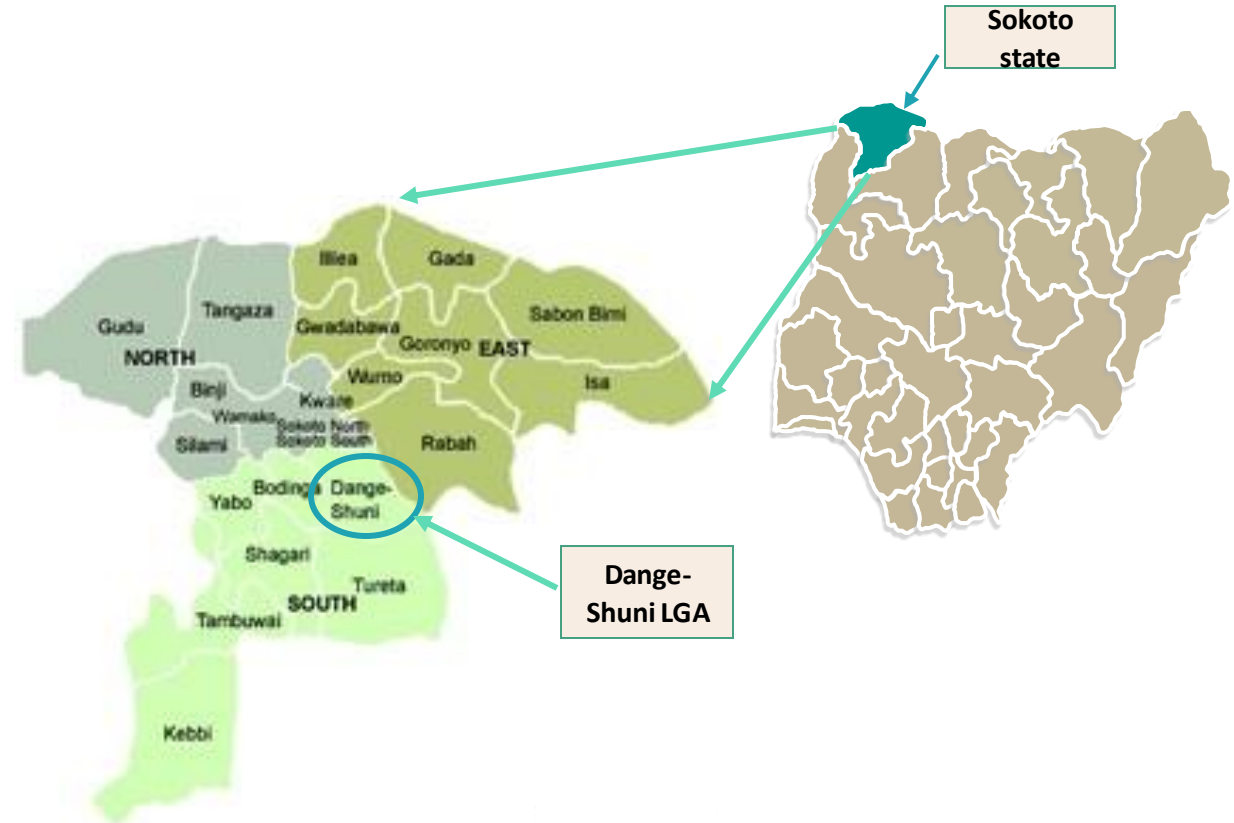 Sokoto
state
Illiea
Gada
Tangaza
Sabon Birni
Gudu
Gwadabawa
Goronyo
EAST
NORTH
Wurno
Isa
Binji
Kware
Wamako
Sokoto North
Sokoto South
Silami
Rabah
Bodinga
Dange-
Shuni
Yabo
Shagari
Tureta
SOUTH
Tambuwai
Kebbi
Dange-
Shuni LGA